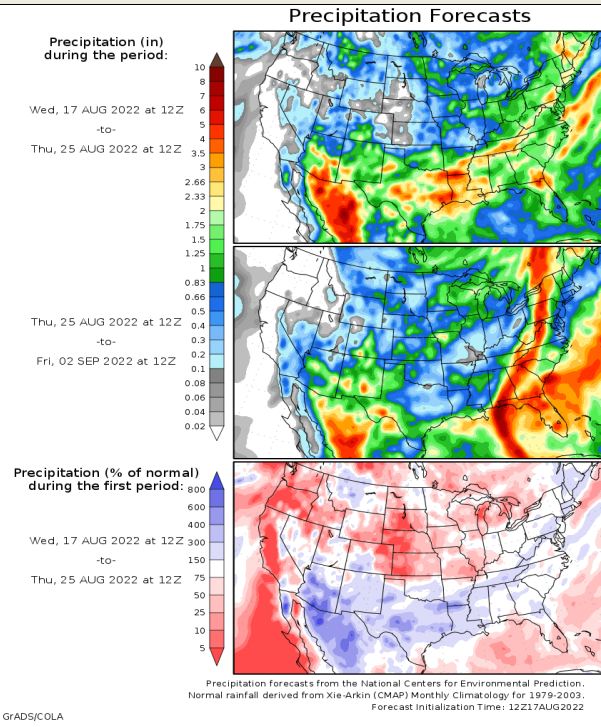 Precipitation Forecasts
Precipitation (in)
during the period:
Wed, 17 AUG 2022 at 12Z
-to-
Thu, 25 AUG 2022 at 12Z
10
8
7
6
5
4
3.5
3
2.66
2.33
2
1.75
1.5
1.25
1
0.83
0.66
0.5
0.4
0.3
0.2
0.1
0.08
0.06
0.04
0.02
Thu, 25 AUG 2022 at 12Z
-to-
Fri, 02 SEP 2022 at 12Z
Precipitation (% of normal)
during the first period:
Wed, 17 AUG 2022 at 12Z
-to-
Thu, 25 AUG 2022 at 12Z
800
600
400
300
150
75
50
25
10
5
Precipitation forecasts from the National Centers for Environmental Prediction.
Normal rainfall derived from Xie-Arkin (CMAP) Monthly Climatology for 1979-2003.
Forecast Initialization Time: 12Z17AUG2022
GrADS/COLA